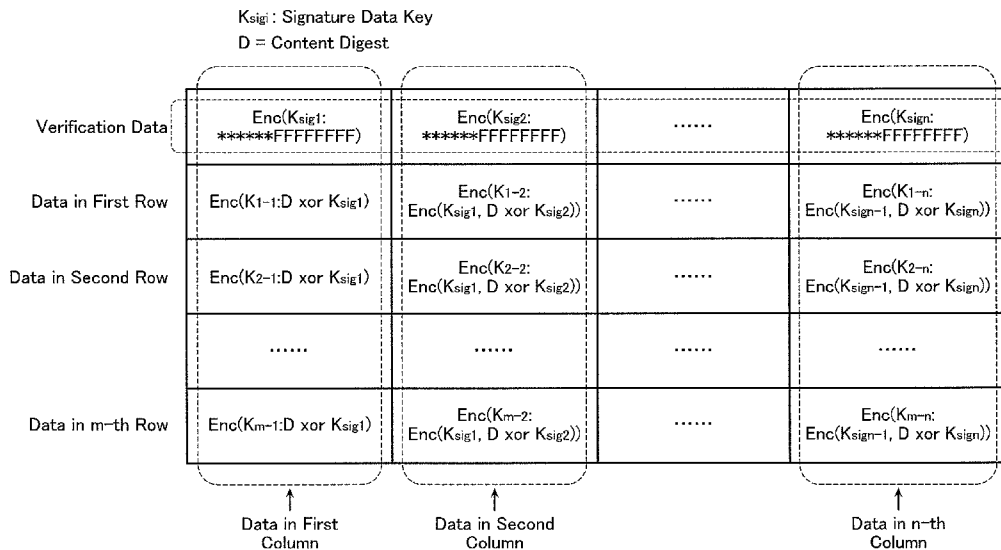 Ksigi : Signature Data Key
D = Content Digest
Verification Data
Enc(Ksig1:
******FFFFFFFF)
Enc(Ksig2:
******FFFFFFFF)
......
Enc(Ksign:
******FFFFFFFF)
Data in First Row
Enc(K1-1:D xor Ksig1)
Enc(K1-2:
Enc(Ksig1, D xor Ksig2))
......
Enc(K1-n:
Enc(Ksign-1, D xor Ksign))
Data in Second Row
Enc(K2-1:D xor Ksig1)
Enc(K2-2:
Enc(Ksig1, D xor Ksig2))
......
Enc(K2-n:
Enc(Ksign-1, D xor Ksign))
......
......
......
......
Data in m-th Row
Enc(Km-1:D xor Ksig1)
Enc(Km-2:
Enc(Ksig1, D xor Ksig2))
......
Enc(Km-n:
Enc(Ksign-1, D xor Ksign))
Data in First
Column
Data in Second
Column
Data in n-th
Column